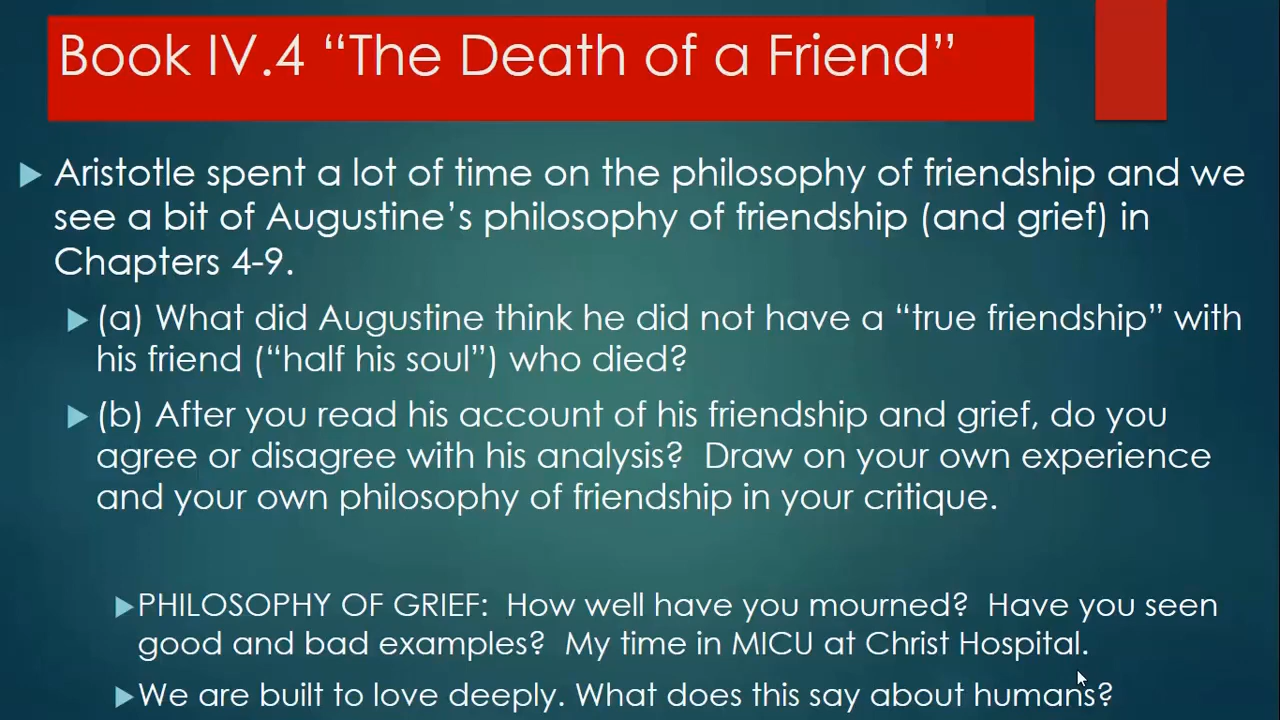 Book IV.4 “The Death of a Friend”
Aristotle spent a lot of time on the philosophy of friendship and we
see a bit of Augustine’s philosophy of friendship (and grief) in
Chapters 4-9.
(a) What did Augustine think he did not have a “true friendship” with
his friend (“half his soul”) who died?
(b) After you read his account of his friendship and grief, do you
agree or disagree with his analysis?  Draw on your own experience
and your own philosophy of friendship in your critique.
PHILOSOPHY OF GRIEF:  How well have you mourned?  Have you seen
good and bad examples?  My time in MICU at Christ Hospital.
We are built to love deeply. What does this say about humans?